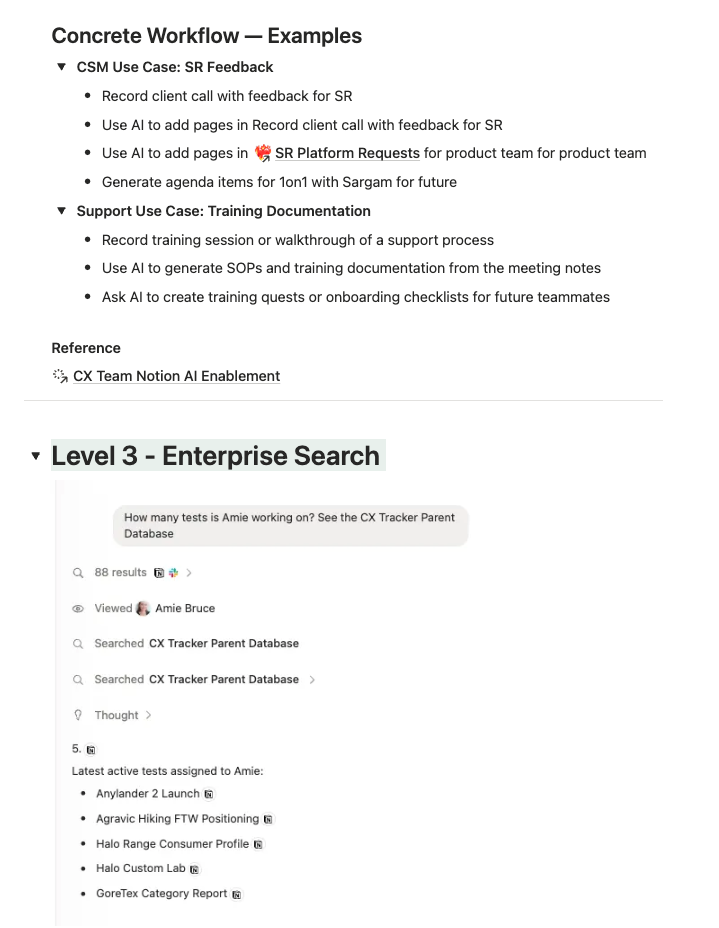 Concrete Workflow — Examples
CSM Use Case: SR Feedback
Record client call with feedback for SR
Use AI to add pages in Record client call with feedback for SR
Use AI to add pages in SR Platform Requests for product team for product team
Generate agenda items for 1on1 with Sargam for future
Support Use Case: Training Documentation
Record training session or walkthrough of a support process
Use AI to generate SOPs and training documentation from the meeting notes
Ask AI to create training quests or onboarding checklists for future teammates
Reference
CX Team Notion AI Enablement
Level 3 - Enterprise Search
How many tests is Amie working on? See the CX Tracker Parent
Database
88 results
Viewed Amie Bruce
Searched CX Tracker Parent Database
Searched CX Tracker Parent Database
Thought
5.
Latest active tests assigned to Amie:
Anylander 2 Launch
Agravic Hiking FTW Positioning
Halo Range Consumer Profile
Halo Custom Lab
GoreTex Category Report